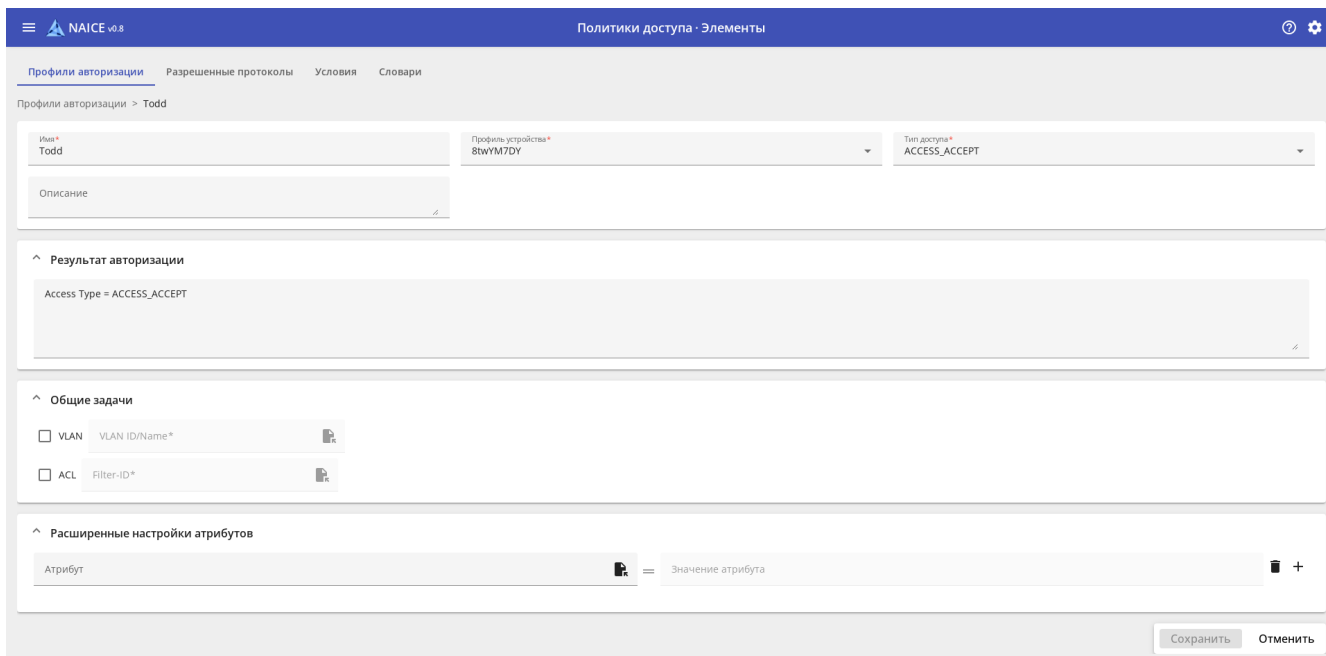 NAICE v0.8
Политики доступа · Элементы
Профили авторизации
Разрешенные протоколы
Условия
Словари
Профили авторизации > Todd
Имя*
Todd
Профиль устройства*
8twYM7DY
Тип доступа*
ACCESS_ACCEPT
Описание
Результат авторизации
Access Type = ACCESS_ACCEPT
Общие задачи
VLAN VLAN ID/Name*
ACL Filter-ID*
Расширенные настройки атрибутов
Атрибут = Значение атрибута
Сохранить Отменить